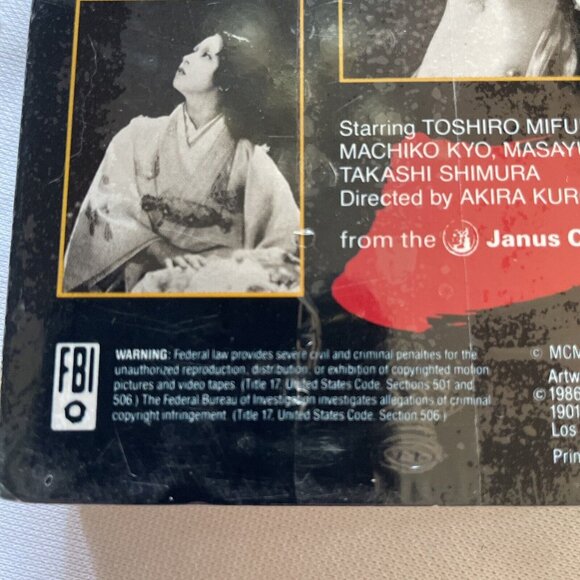 Starring TOSHIRO MIFU
MACHIKO KYO, MASAYU
TAKASHI SHIMURA
Directed by AKIRA KUR
from the Janus C
FBI
WARNING: Federal law provides severe civil and criminal penalties for the
unauthorized reproduction, distribution, or exhibition of copyrighted motion
pictures and video tapes. (Title 17, United States Code, Sections 501 and
506.) The Federal Bureau of Investigation investigates allegations of criminal
copyright infringement. (Title 17, United States Code, Section 506.)
© MCM
Artw
© 1986
1901
Los
Prin